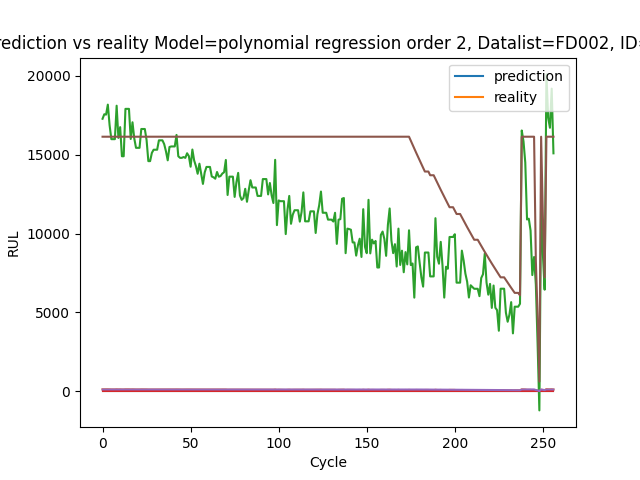 rediction vs reality Model=polynomial regression order 2, Datalist=FD002, ID=
prediction
reality
RUL
20000
15000
10000
5000
0
0 50 100 150 200 250
Cycle